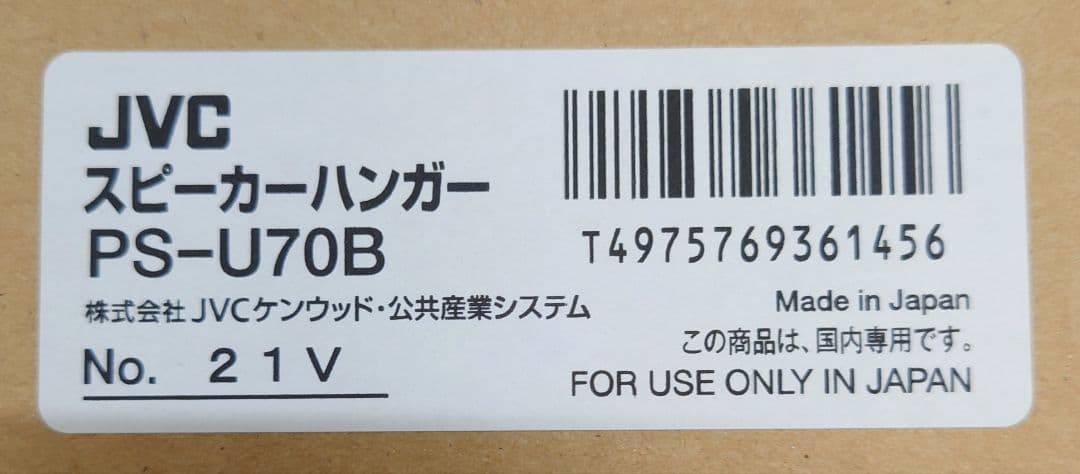 JVC
スピーカーハンガー
PS-U70B
株式会社JVCケンウッド・公共産業システム
No. 21V
T4975769361456
Made in Japan
この商品は、国内専用です。
FOR USE ONLY IN JAPAN